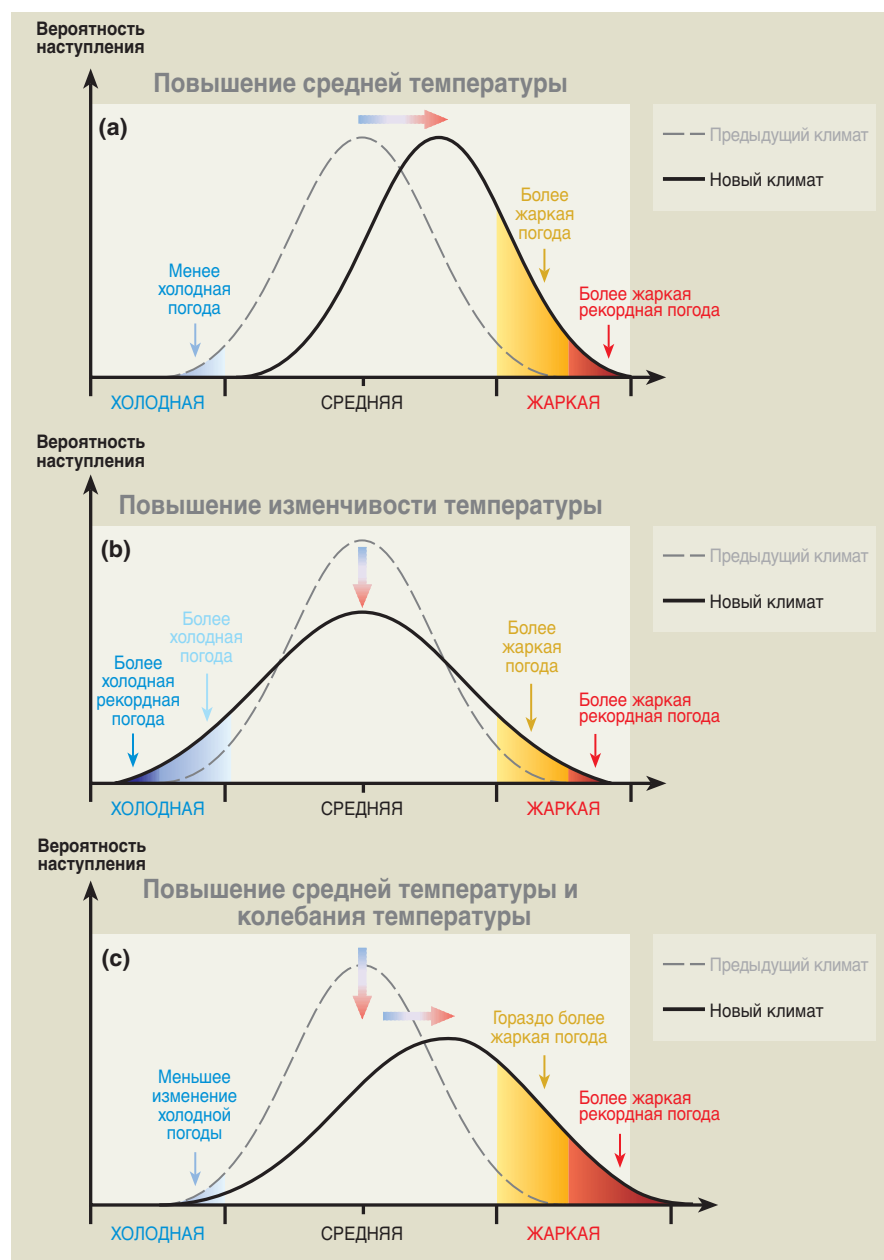 Вероятность
наступления
Повышение средней температуры
(a)
Предыдущий климат
Новый климат
Более
жаркая
погода
Менее
холодная
погода
Более жаркая
рекордная погода
ХОЛОДНАЯ
СРЕДНЯЯ
ЖАРКАЯ
Вероятность
наступления
Повышение изменчивости температуры
(b)
Предыдущий климат
Новый климат
Более
холодная
погода
Более
жаркая
погода
Более
холодная
рекордная
погода
Более жаркая
рекордная погода
ХОЛОДНАЯ
СРЕДНЯЯ
ЖАРКАЯ
Вероятность
наступления
Повышение средней температуры и
колебания температуры
(c)
Предыдущий климат
Новый климат
Гораздо более
жаркая погода
Меньшее
изменение
холодной
погоды
Более жаркая
рекордная погода
ХОЛОДНАЯ
СРЕДНЯЯ
ЖАРКАЯ